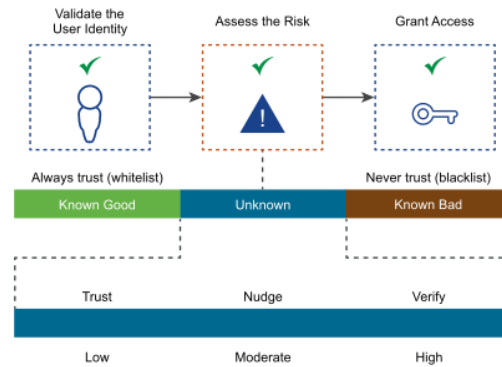 Validate the
User Identity
Assess the Risk
Grant Access
!
Always trust (whitelist)
Never trust (blacklist)
Known Good
Unknown
Known Bad
Trust
Nudge
Verify
Low
Moderate
High